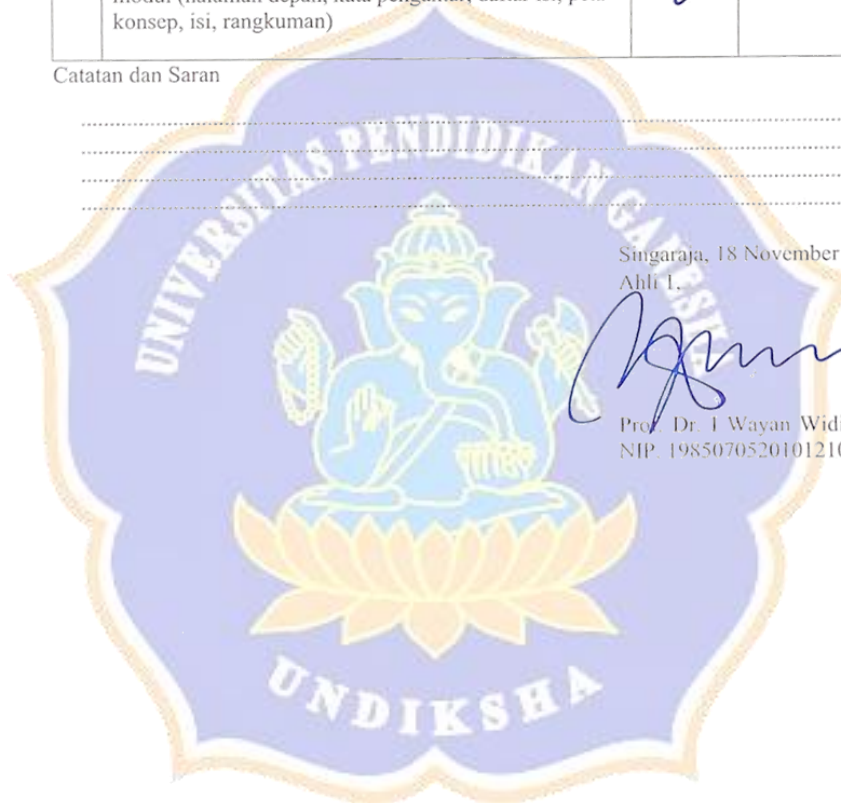 konsep, isi, rangkuman)
Catatan dan Saran
UNIVERSITAS PENDIDIKAN GANESHA
Singaraja, 18 November
Ahli 1,
Prof. Dr. I Wayan Widi
NIP. 1985070520101210
UNDIKSHA